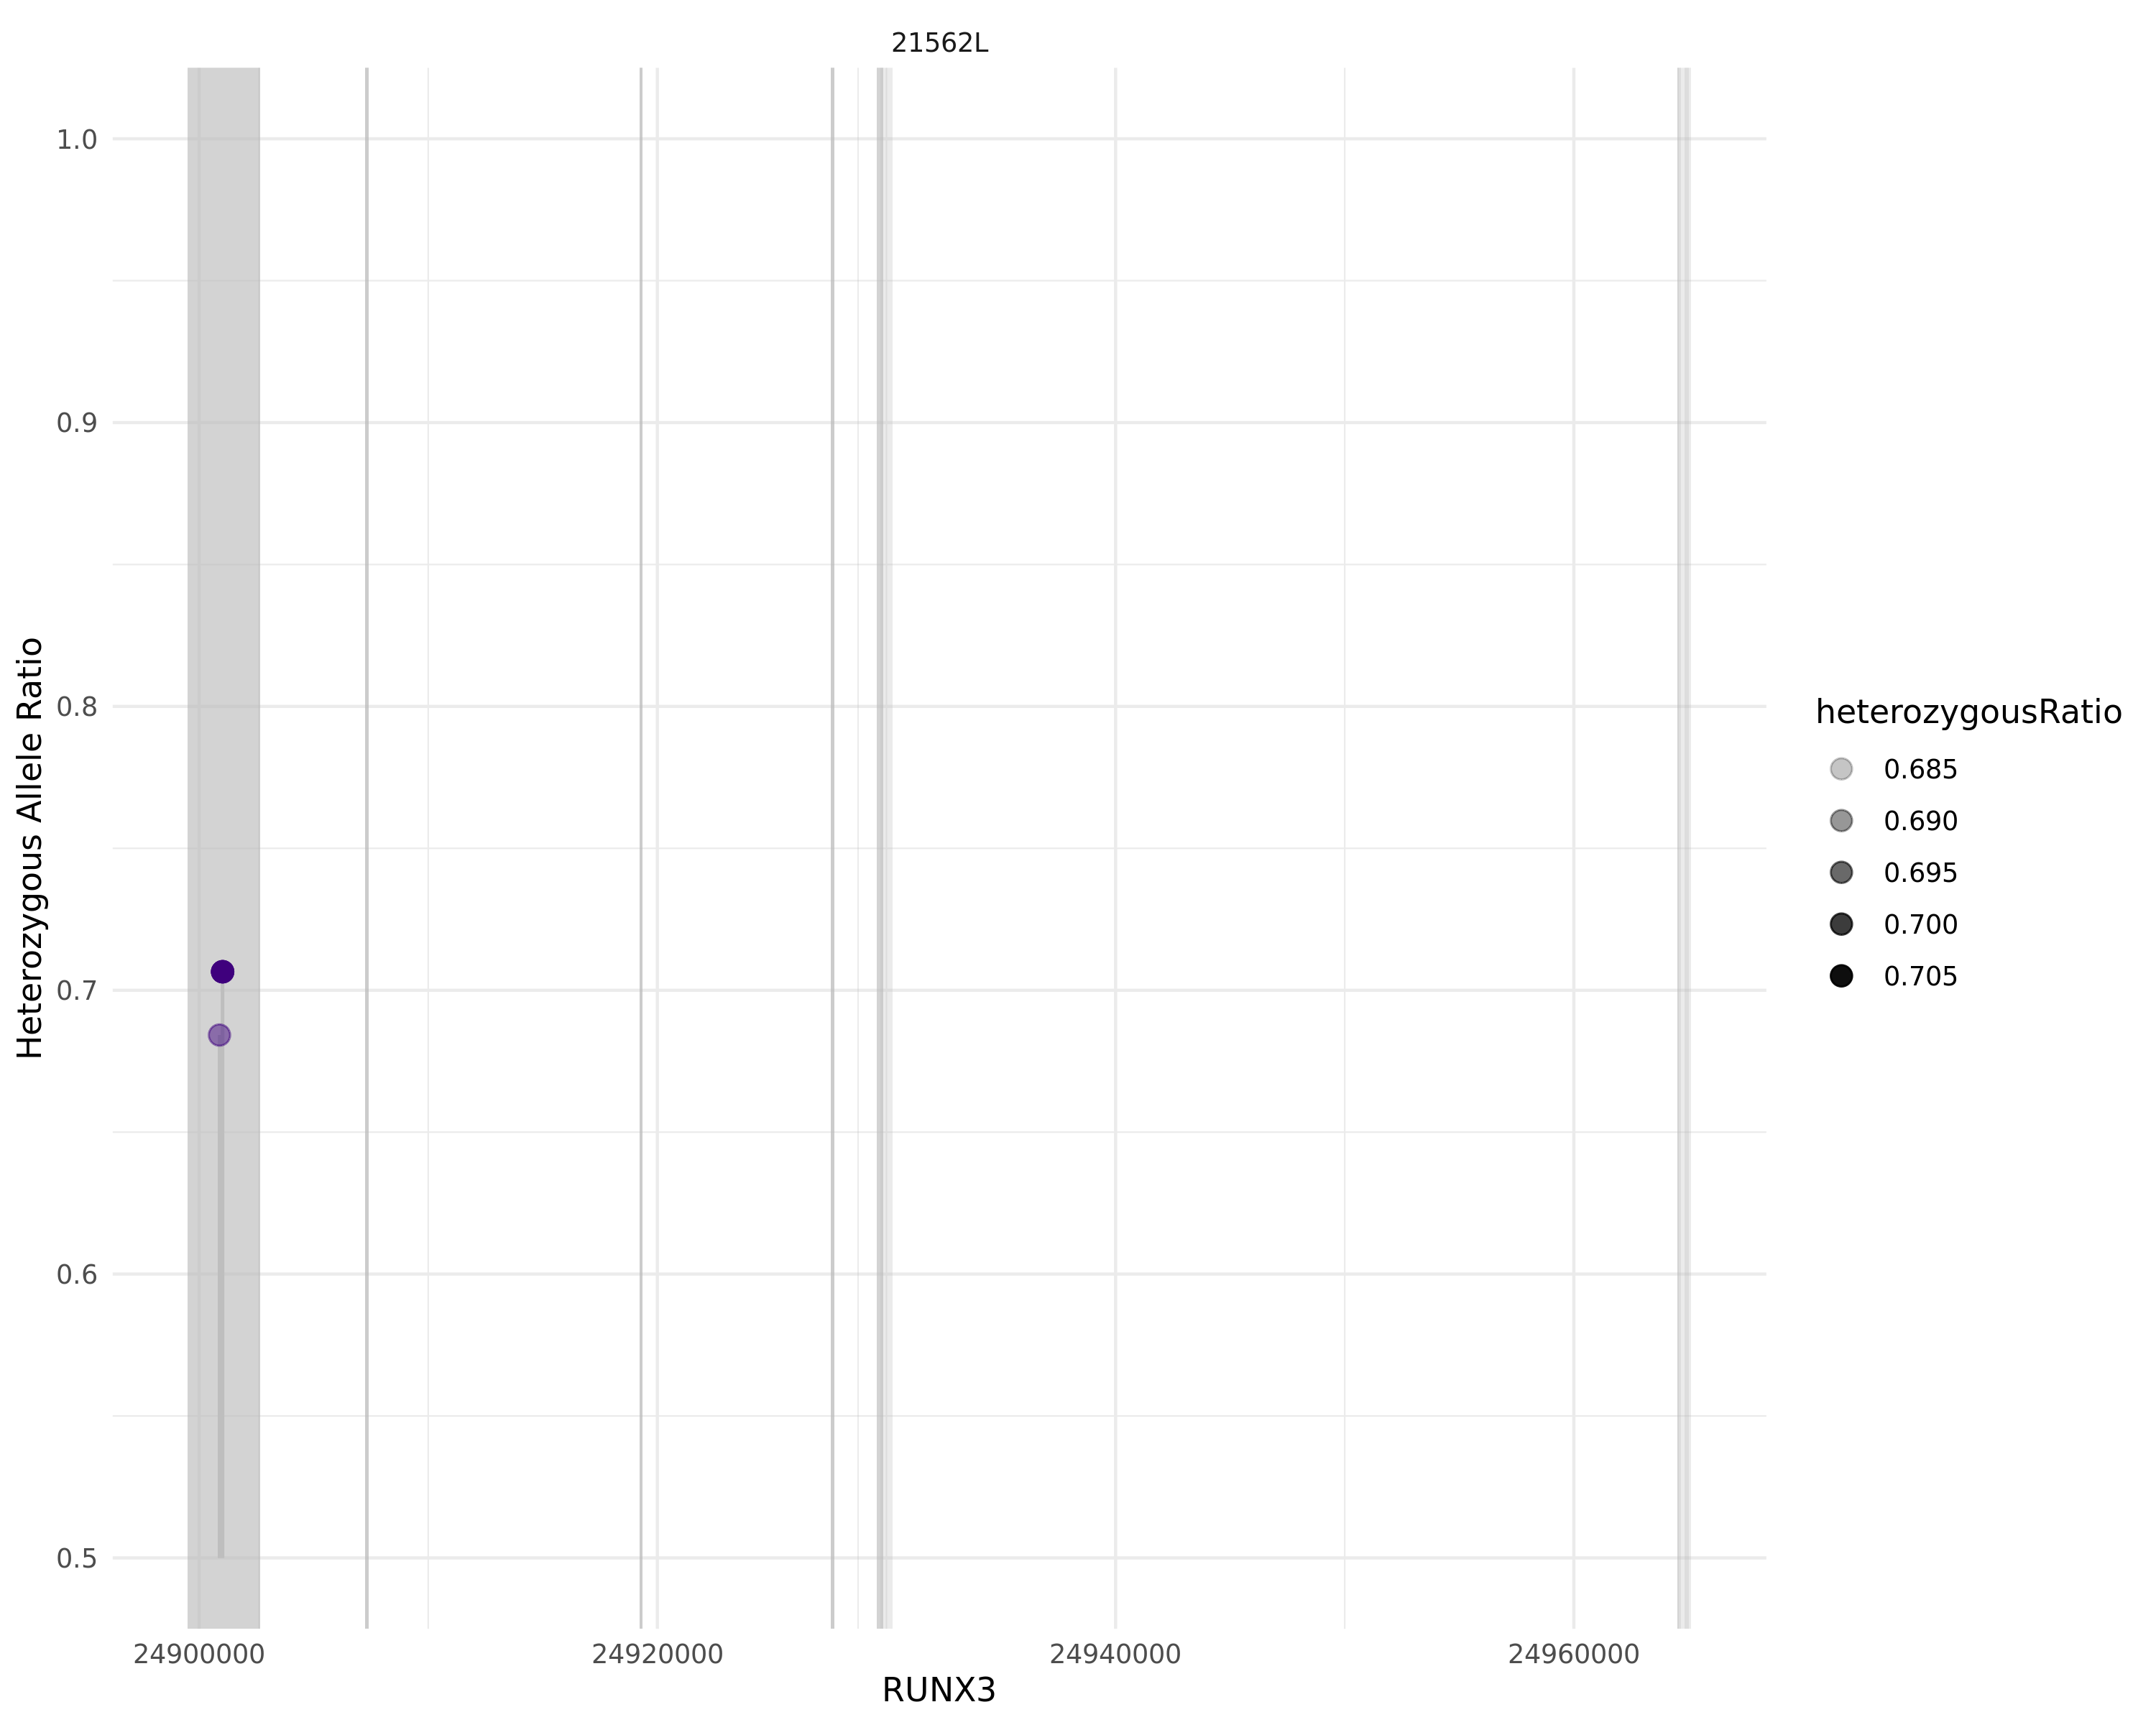 21562L
1.0
0.9
0.8
0.7
0.6
0.5
Heterozygous Allele Ratio
24900000 24920000 24940000 24960000
RUNX3
heterozygousRatio
0.685
0.690
0.695
0.700
0.705